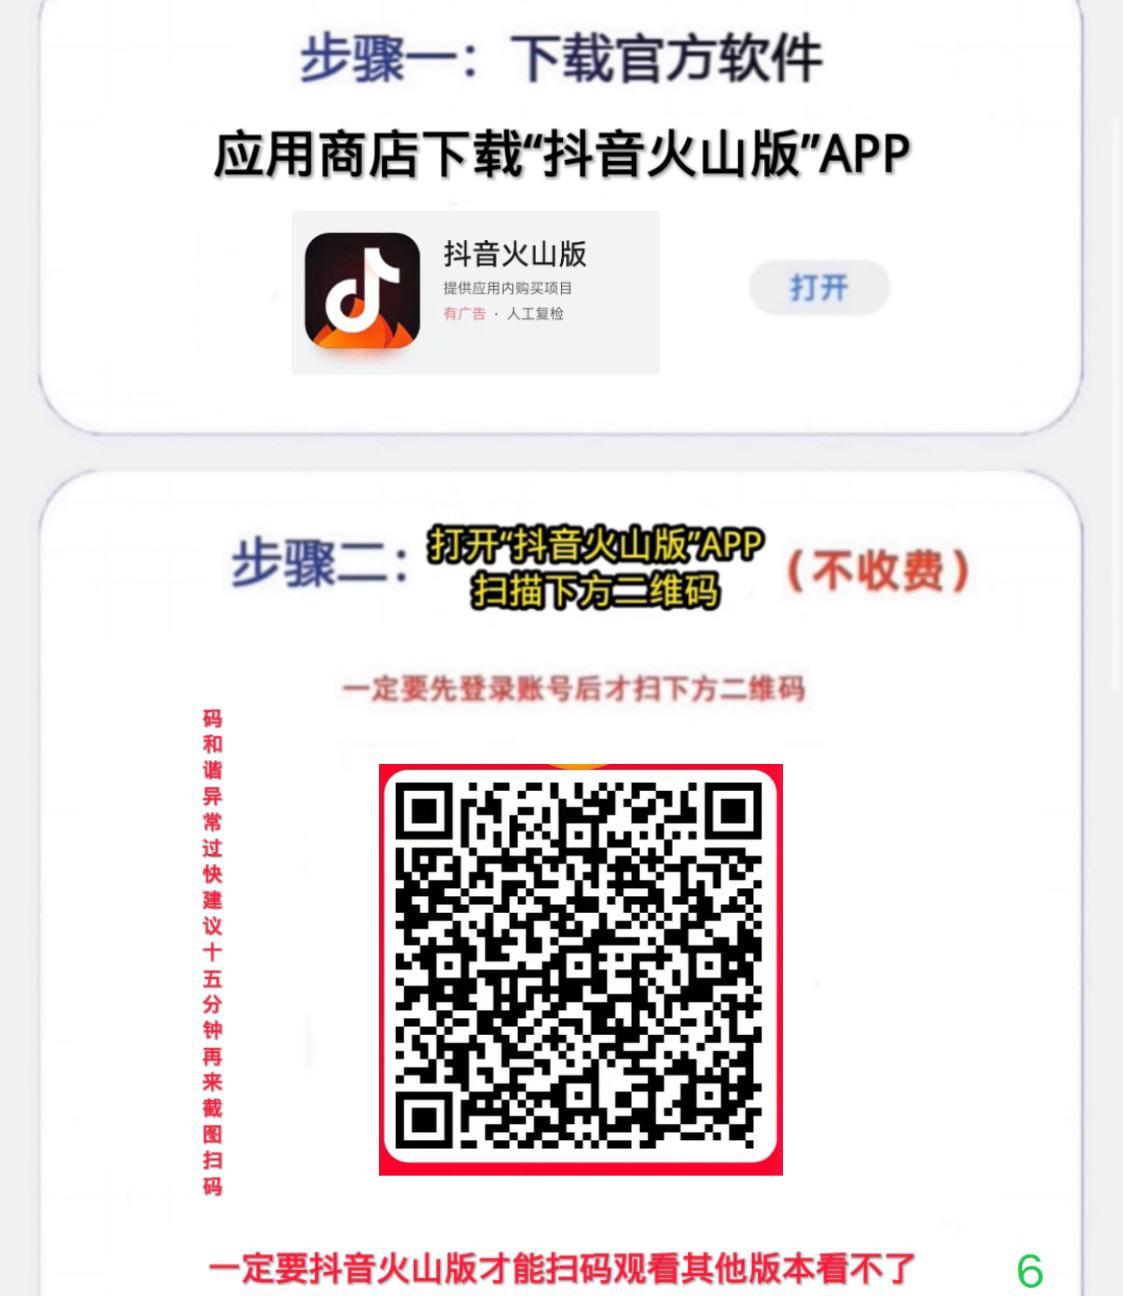 步骤一：下载官方软件
应用商店下载“抖音火山版”APP
抖音火山版
提供应用内购买项目
有广告 · 人工复检
打开
步骤二：
打开“抖音火山版”APP
扫描下方二维码
（不收费）
一定要先登录账号后才扫下方二维码
码和谐异常过快建议十五分钟再来截图扫码
一定要抖音火山版才能扫码观看其他版本看不了
6